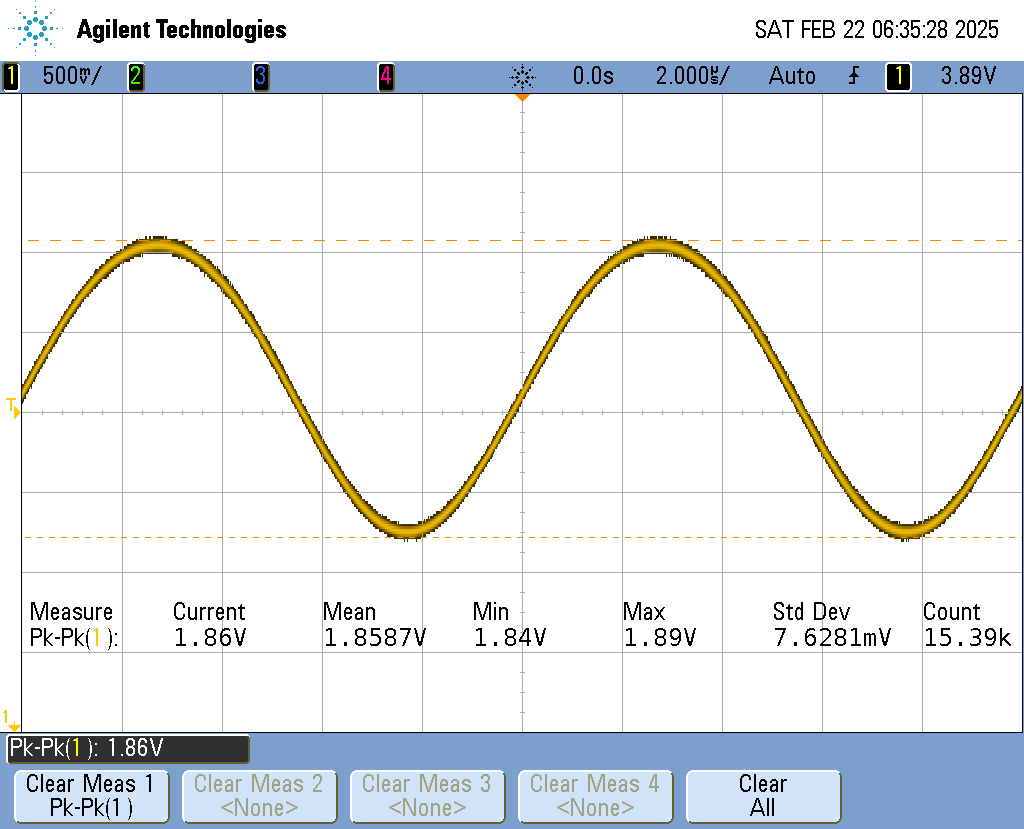 Agilent Technologies
SAT FEB 22 06:35:28 2025
1 500mV/ 2 3 4 0.0s 2.000µs/ Auto 1 3.89V
T
Measure Current Mean Min Max Std Dev Count
Pk-Pk(1): 1.86V 1.8587V 1.84V 1.89V 7.6281mV 15.39k
1
Pk-Pk(1): 1.86V
Clear Meas 1 Clear Meas 2 Clear Meas 3 Clear Meas 4 Clear
Pk-Pk(1) <None> <None> <None> All